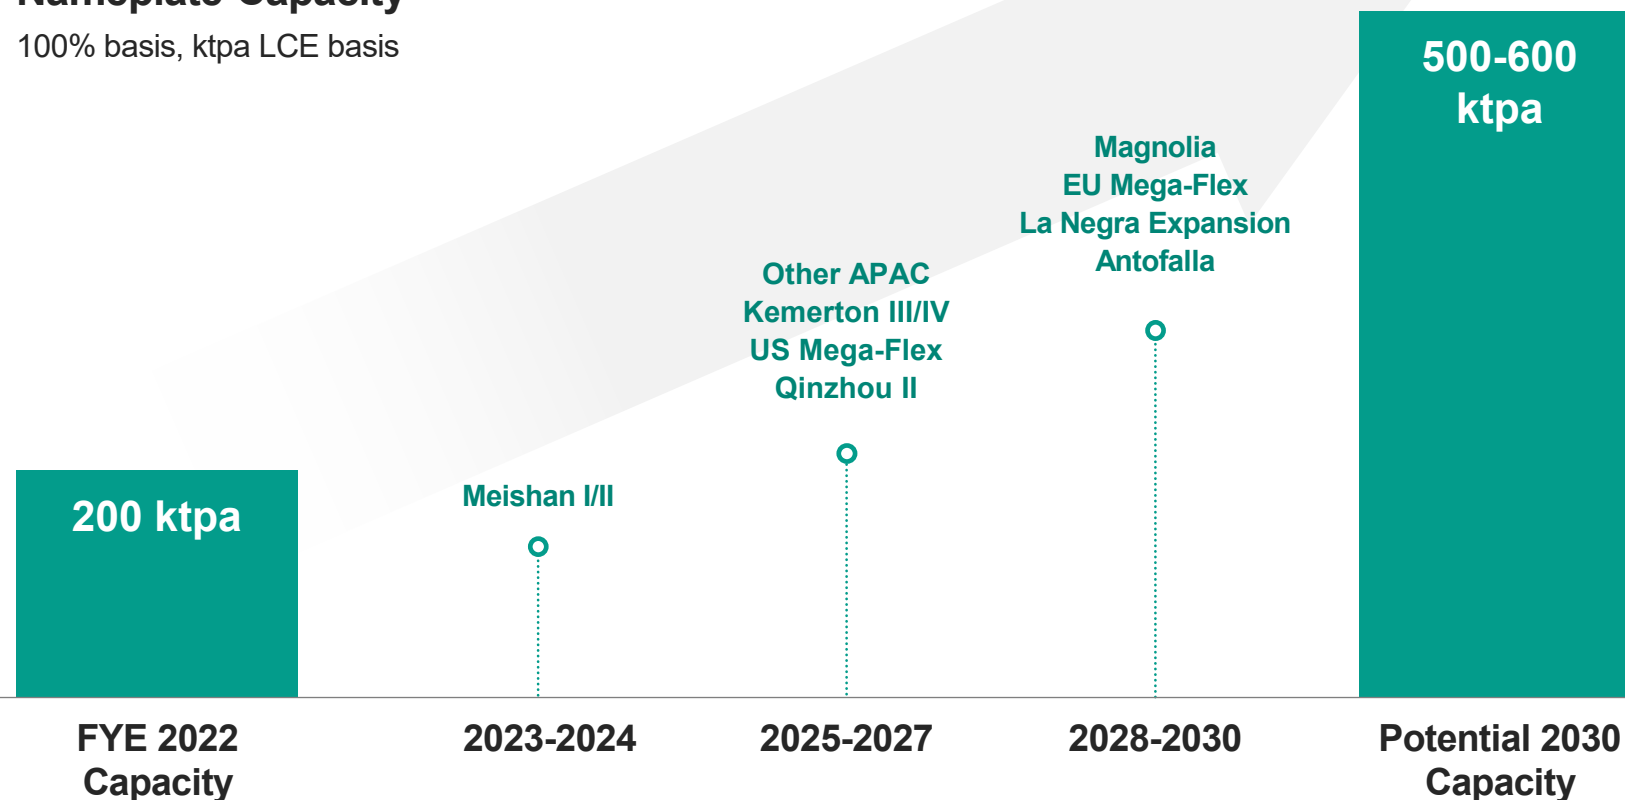 Nameplate Capacity
100% basis, ktpa LCE basis
500-600
ktpa
Magnolia
EU Mega-Flex
La Negra Expansion
Antofalla
Other APAC
Kemerton III/IV
US Mega-Flex
Qinzhou II
Meishan I/II
200 ktpa
FYE 2022
Capacity
2023-2024
2025-2027
2028-2030
Potential 2030
Capacity